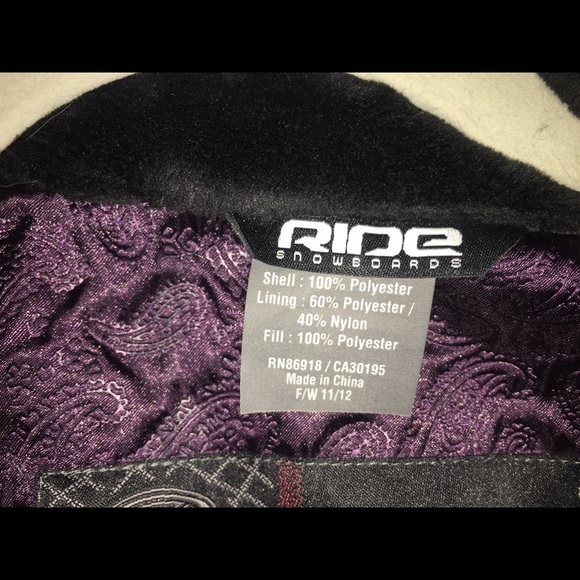 RIDE
SNOWBOARDS
Shell : 100% Polyester
Lining : 60% Polyester /
40% Nylon
Fill : 100% Polyester
RN86918 / CA30195
Made in China
F/W 11/12